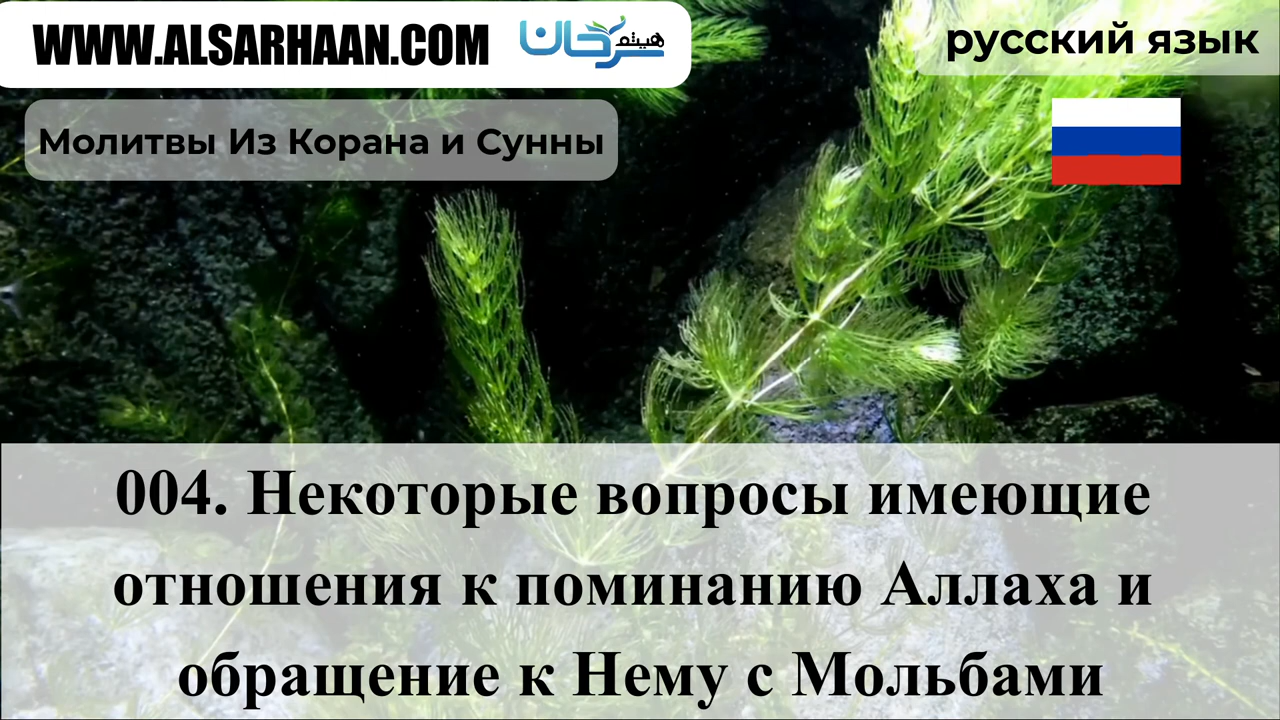 WWW.ALSARHAAN.COM
هيثم سرحان
русский язык
Молитвы Из Корана и Сунны
004. Некоторые вопросы имеющие
отношения к поминанию Аллаха и
обращение к Нему с Мольбами